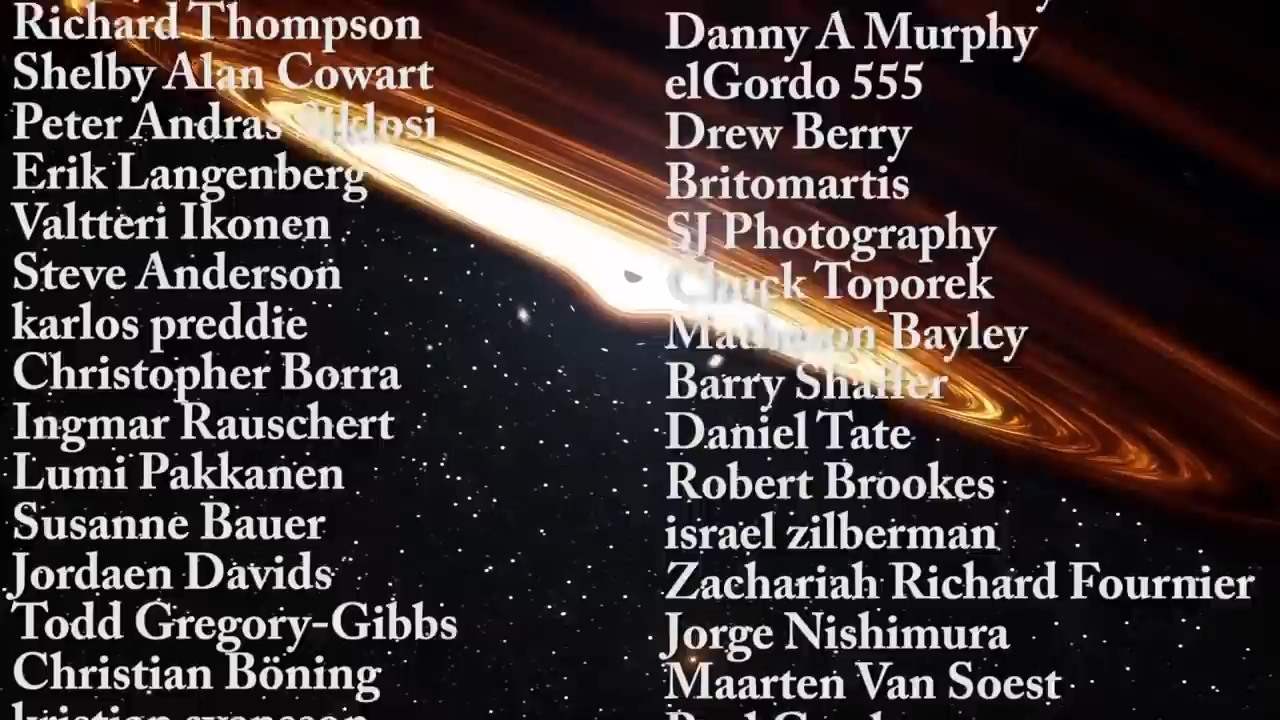 Richard Thompson
Shelby Alan Cowart
Peter Andras
Erik Langenberg
Valtteri Ikonen
Steve Anderson
karlos preddie
Christopher Borra
Ingmar Rauschert
Lumi Pakkanen
Susanne Bauer
Jordaen Davids
Todd Gregory-Gibbs
Christian Böning
Danny A Murphy
elGordo 555
Drew Berry
Britomartis
SJ Photography
Chuck Toporek
Bayley
Barry Shaffer
Daniel Tate
Robert Brookes
israel zilberman
Zachariah Richard Fournier
Jorge Nishimura
Maarten Van Soest